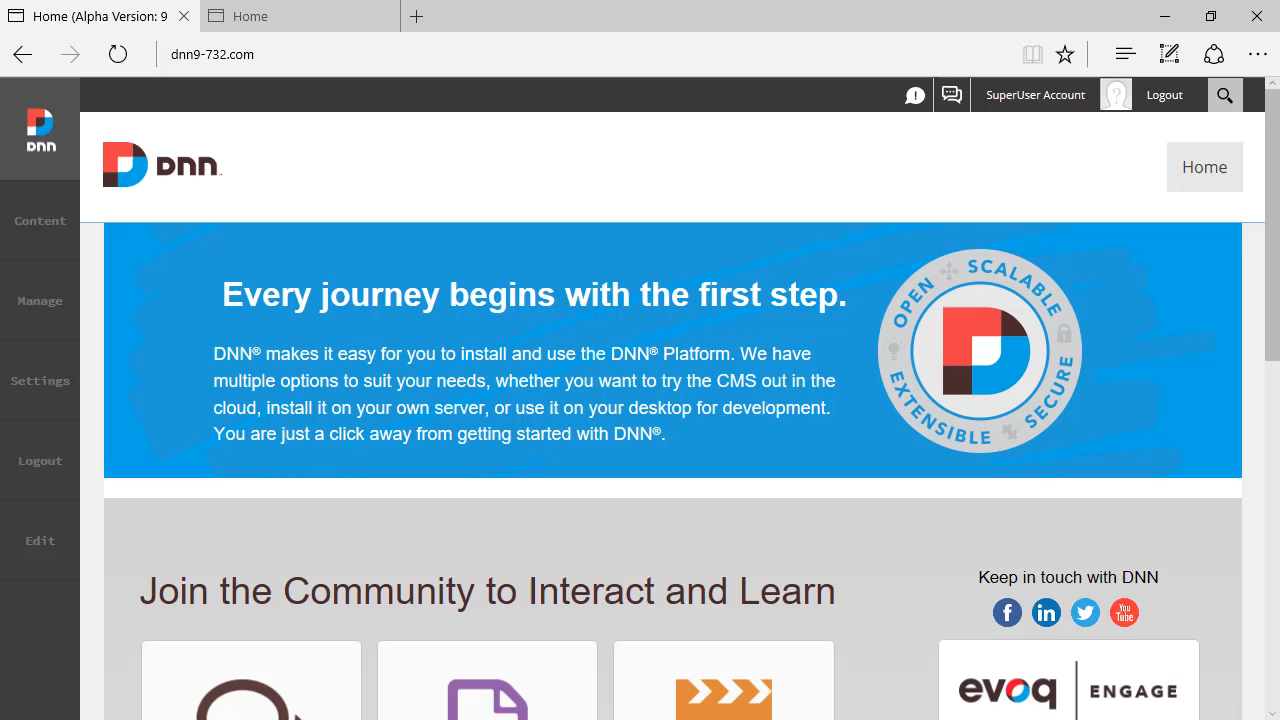 Home (Alpha Version: 9
Home
dnn9-732.com
DNN
SuperUser Account
Logout
DNN
Home
Content
Manage
Settings
Logout
Edit
Every journey begins with the first step.
DNN® makes it easy for you to install and use the DNN® Platform. We have
multiple options to suit your needs, whether you want to try the CMS out in the
cloud, install it on your own server, or use it on your desktop for development.
You are just a click away from getting started with DNN®.
OPEN
SCALABLE
EXTENSIBLE
SECURE
Join the Community to Interact and Learn
Keep in touch with DNN
You
Tube
evoq ENGAGE